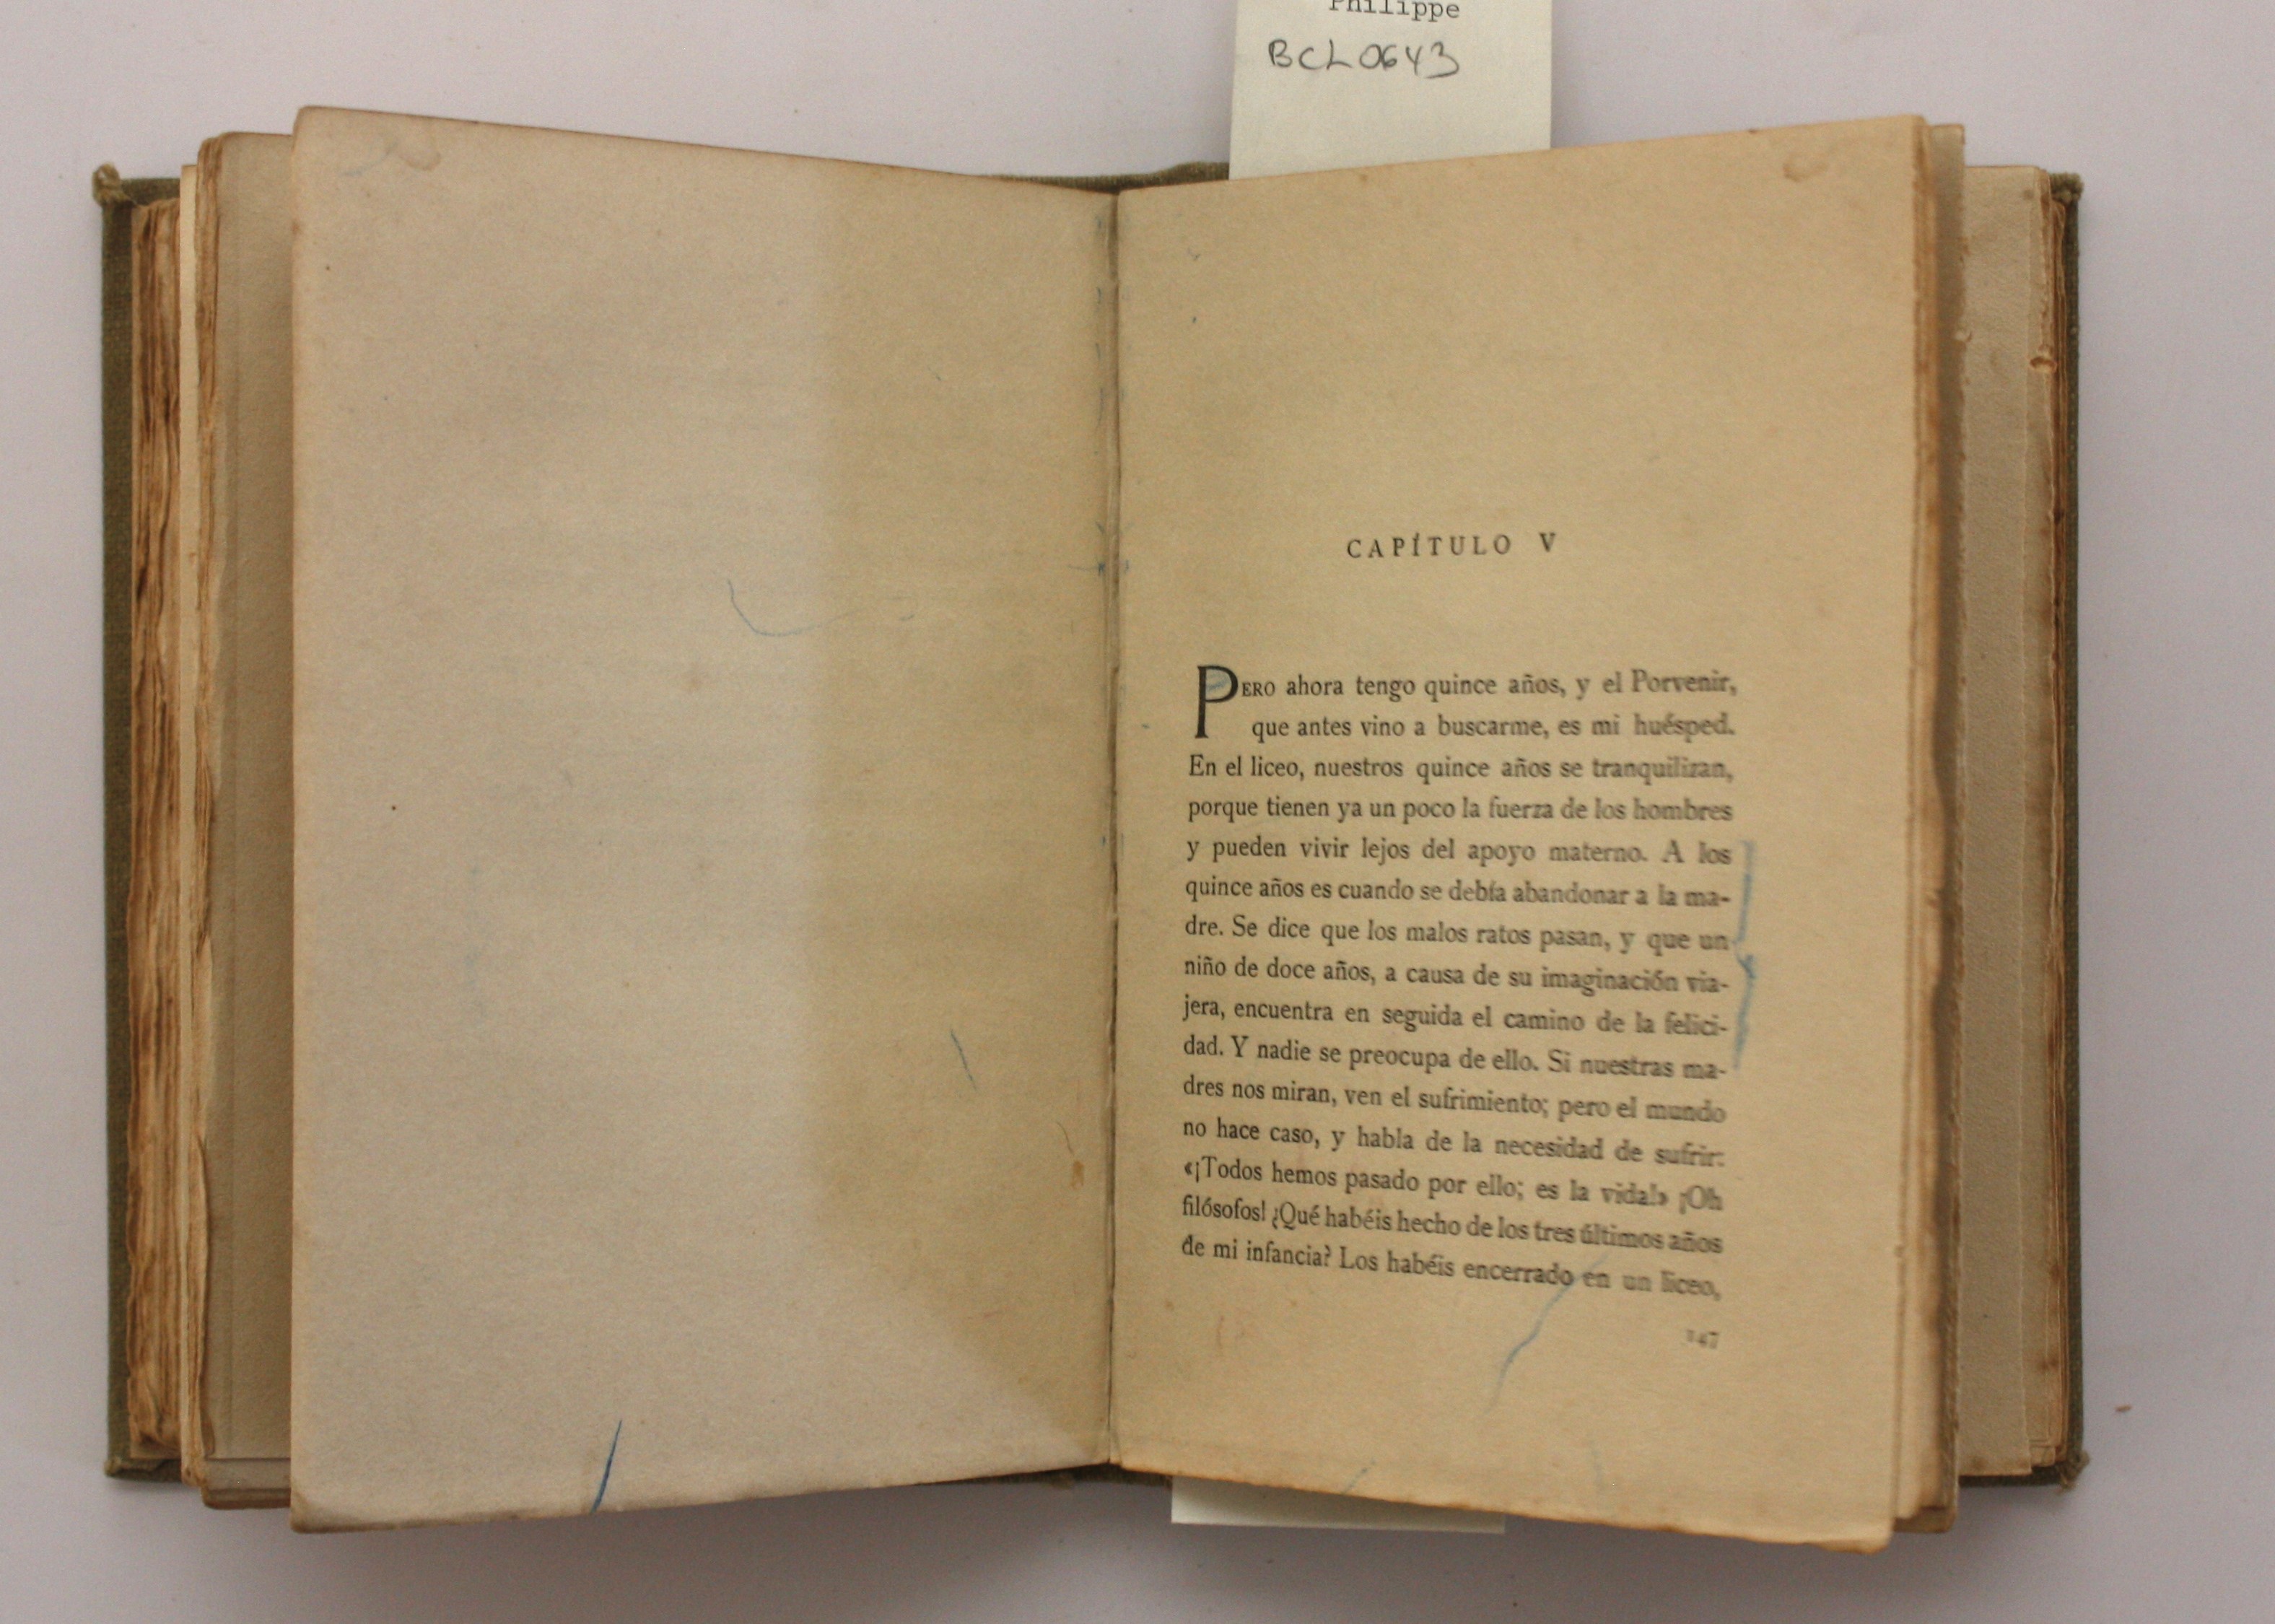 Philippe
BCL0643
CAPÍTULO V
PERO ahora tengo quince años, y el Porvenir,
que antes vino a buscarme, es mi huésped.
En el liceo, nuestros quince años se tranquilizan,
porque tienen ya un poco la fuerza de los hombres
y pueden vivir lejos del apoyo materno. A los
quince años es cuando se debía abandonar a la ma-
dre. Se dice que los malos ratos pasan, y que un
niño de doce años, a causa de su imaginación via-
jera, encuentra en seguida el camino de la felici-
dad. Y nadie se preocupa de ello. Si nuestras ma-
dres nos miran, ven el sufrimiento; pero el mundo
no hace caso, y habla de la necesidad de sufrir:
«¡Todos hemos pasado por ello; es la vida!» ¡Oh
filósofos! ¿Qué habéis hecho de los tres últimos años
de mi infancia? Los habéis encerrado en un liceo,
147